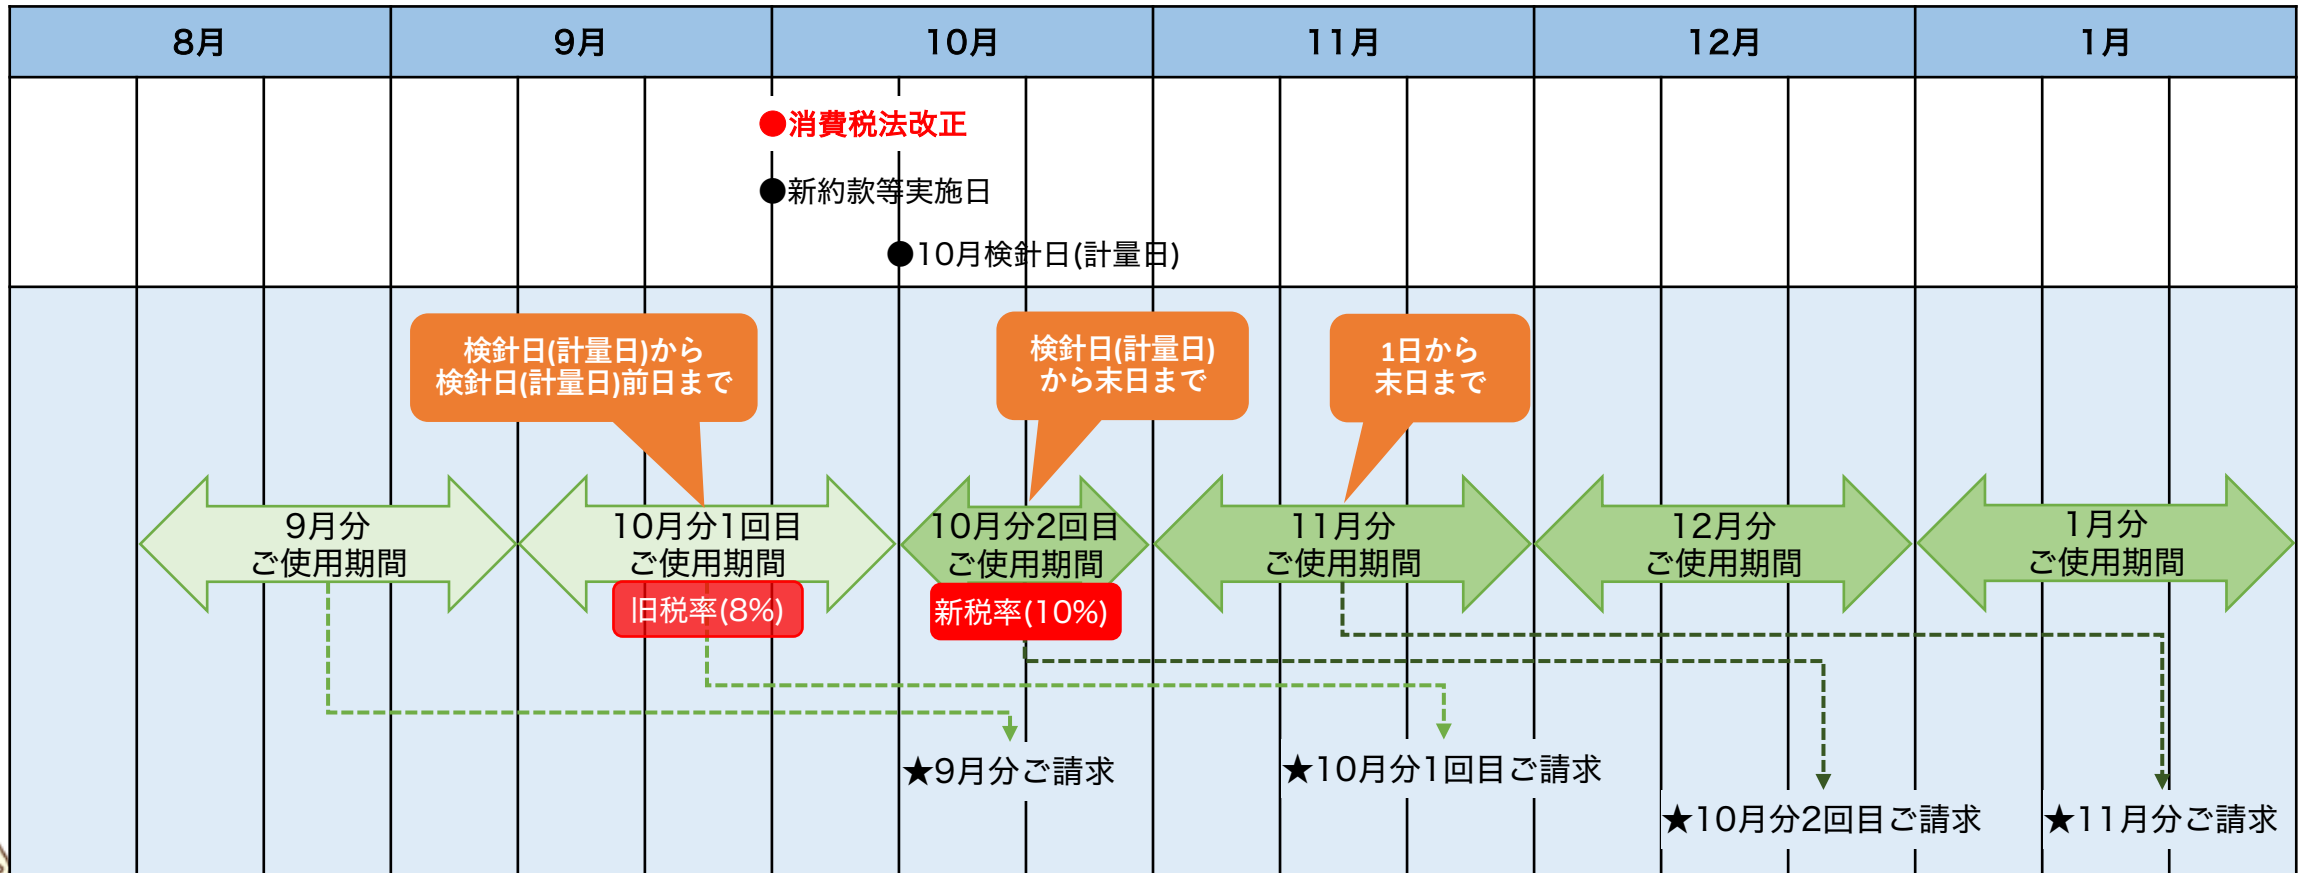 8月
9月
10月
11月
12月
1月
●消費税法改正
●新約款等実施日
●10月検針日(計量日)
検針日(計量日)から
検針日(計量日)前日まで
検針日(計量日)
から末日まで
1日から
末日まで
9月分
ご使用期間
10月分1回目
ご使用期間
旧税率(8%)
10月分2回目
ご使用期間
新税率(10%)
11月分
ご使用期間
12月分
ご使用期間
1月分
ご使用期間
★9月分ご請求
★10月分1回目ご請求
★10月分2回目ご請求
★11月分ご請求